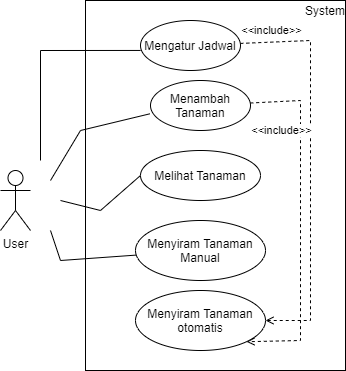 System
Mengatur Jadwal
<<include>>
Menambah
Tanaman
<<include>>
Melihat Tanaman
User
Menyiram Tanaman
Manual
Menyiram Tanaman
otomatis